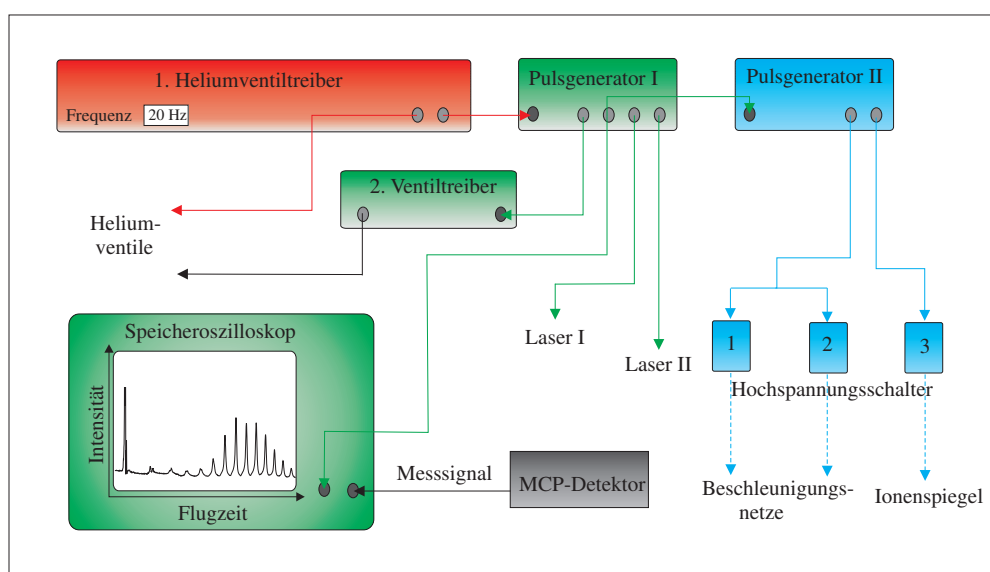 1. Heliumventiltreiber
Frequenz 20 Hz
Pulsgenerator I
Pulsgenerator II
2. Ventiltreiber
Helium-
ventile
Speicheroszilloskop
Intensität
Flugzeit
Laser I
Laser II
1
2
3
Hochspannungsschalter
Messsignal
MCP-Detektor
Beschleunigungs-
netze
Ionenspiegel